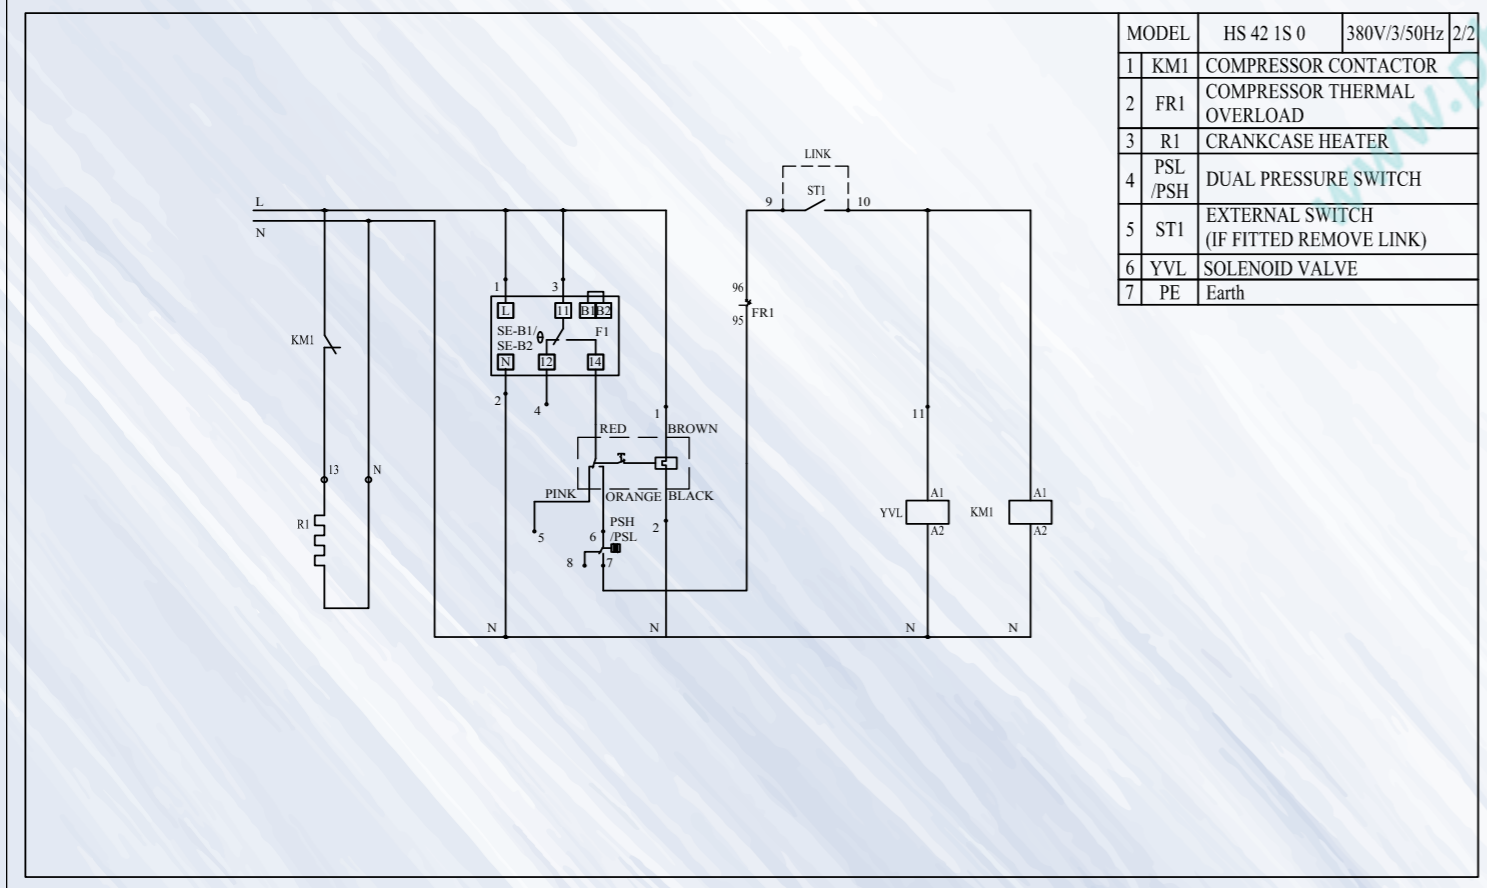 MODEL HS 42 1S 0 380V/3/50Hz 2/2
1 KM1 COMPRESSOR CONTACTOR
2 FR1 COMPRESSOR THERMAL
OVERLOAD
3 R1 CRANKCASE HEATER
4 PSL
/PSH DUAL PRESSURE SWITCH
5 ST1 EXTERNAL SWITCH
(IF FITTED REMOVE LINK)
6 YVL SOLENOID VALVE
7 PE Earth
www.p
LINK
ST1
9 10
L
N
1 3
L 11 B1 B2
SE-B1/ θ F1
SE-B2
N 12 14
2 4
96
95 FR1
KM1
1
11
RED BROWN
13 N
PINK ORANGE BLACK
R1
PSH
/PSL
5 6 2
8 7
A1 A1
YVL KM1
A2 A2
N N N N